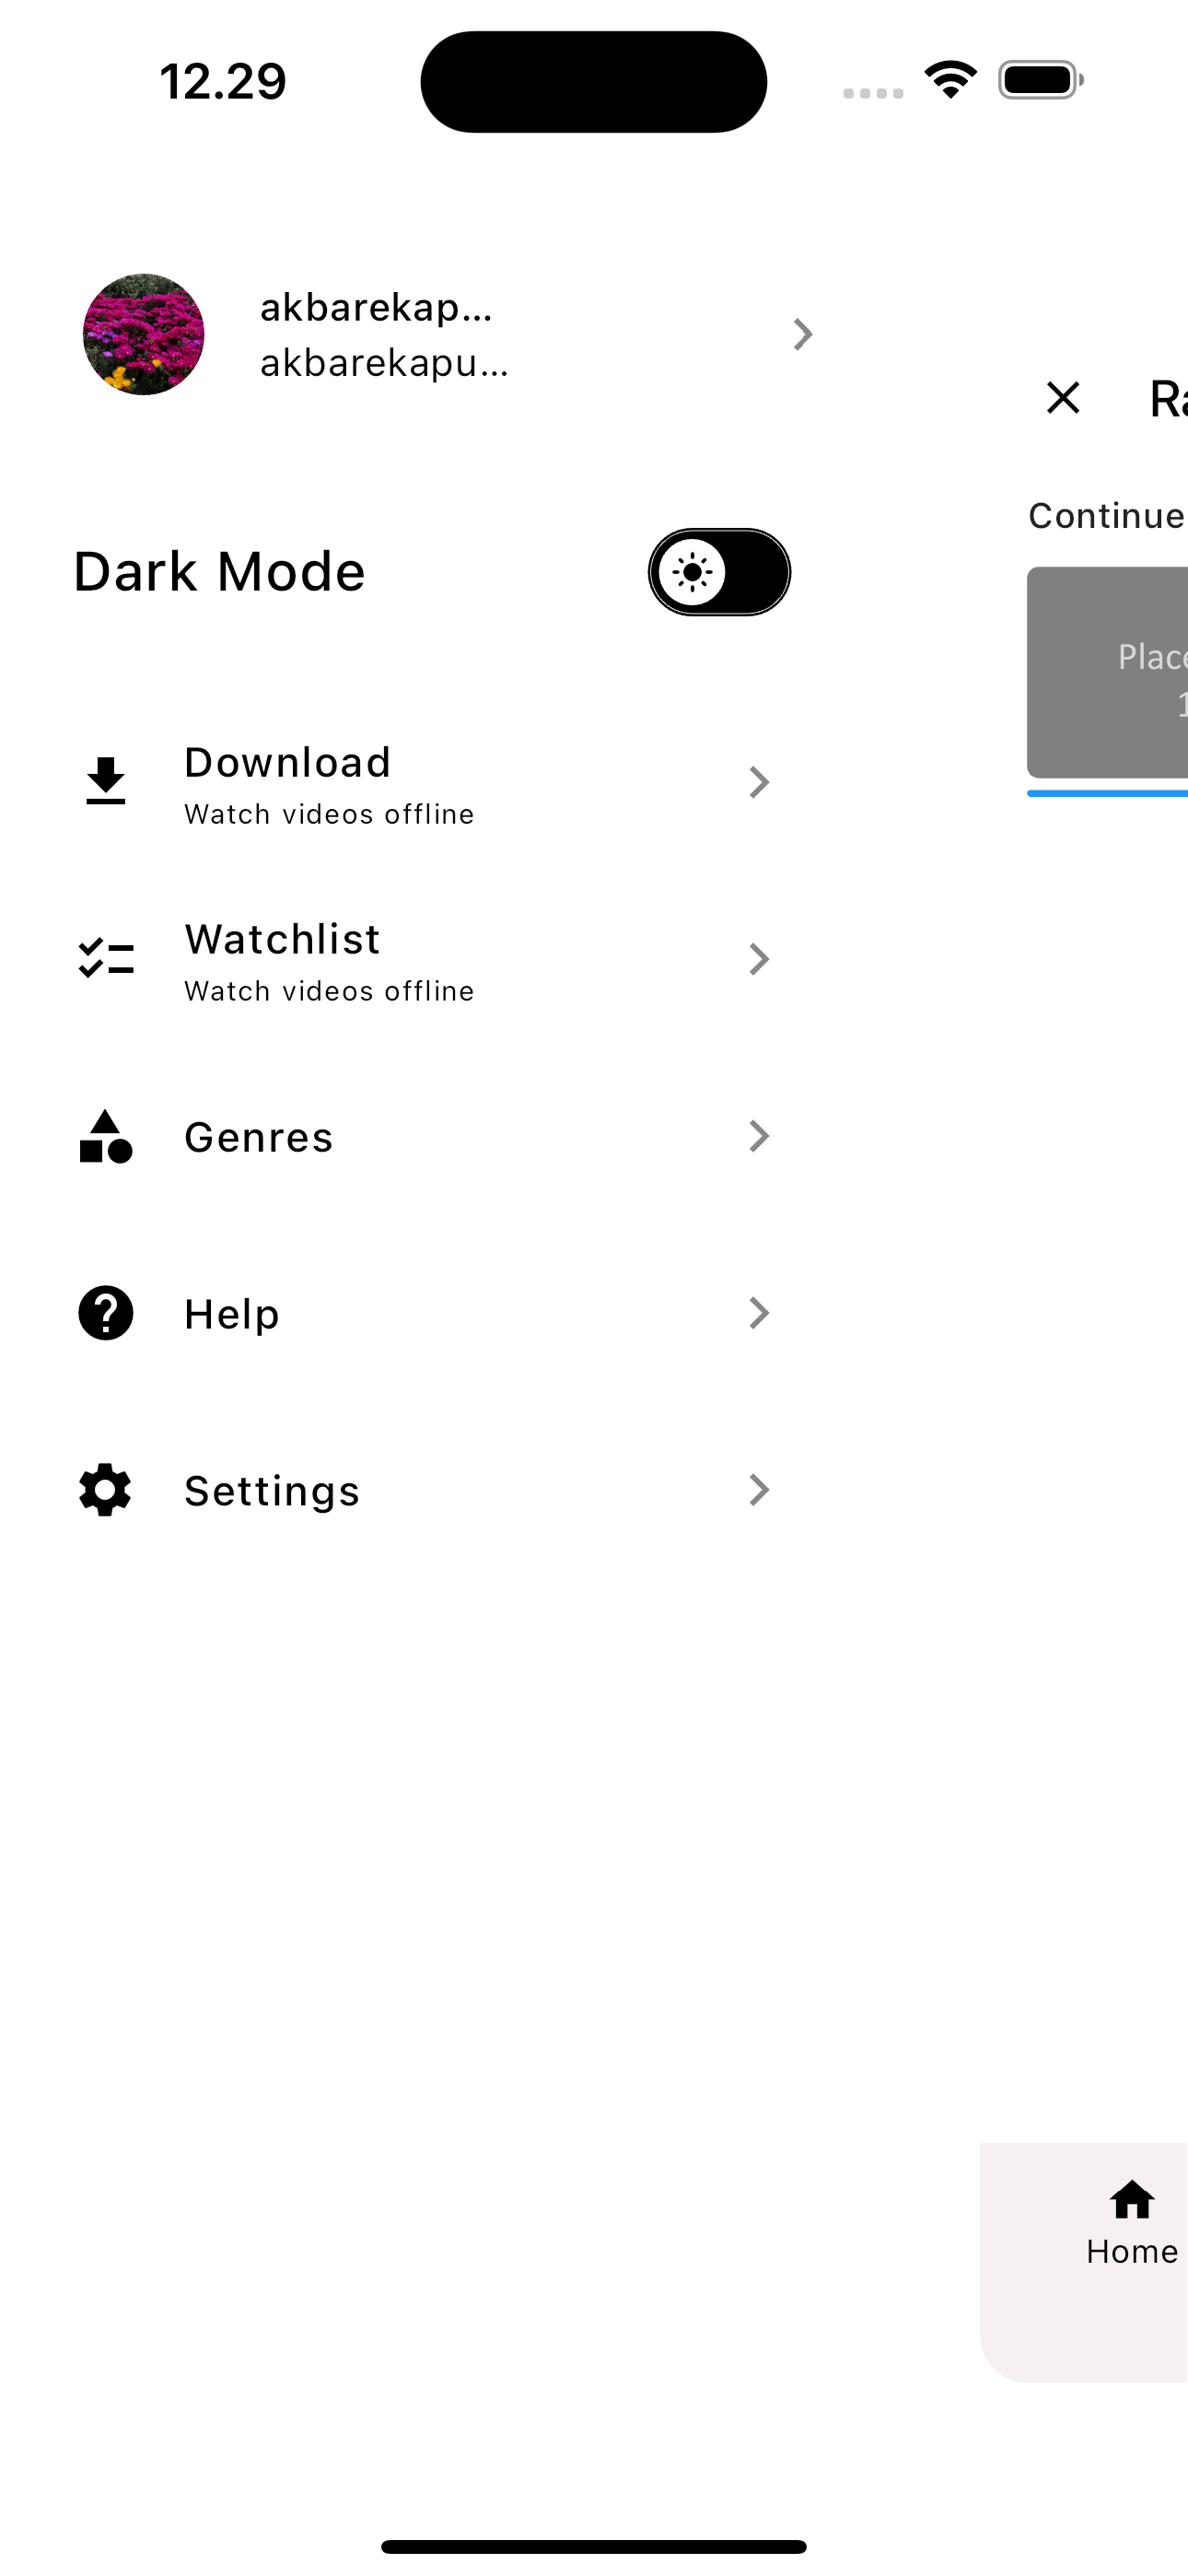 12.29
akbarekap...
akbarekapu...
Ra
Continue
Dark Mode
Place
1
Download
Watch videos offline
Watchlist
Watch videos offline
Genres
Help
Settings
Home